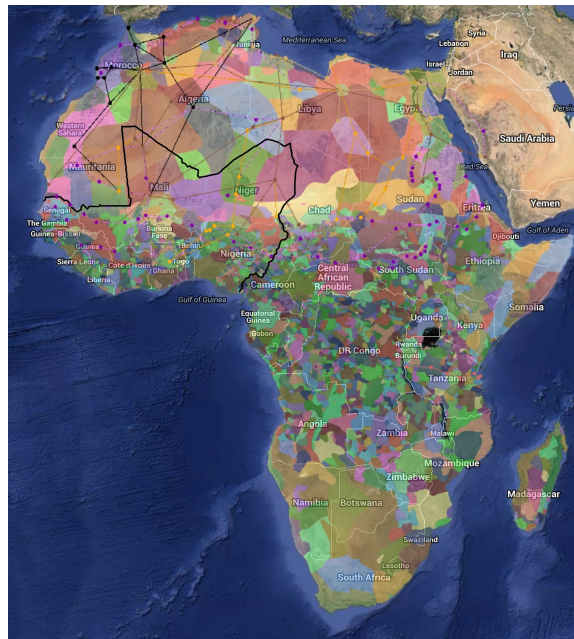 Syria
Tunisia
Mediterranean Sea
Lebanon
Iraq
Morocco
Israel
Jordan
Algeria
Libya
Egypt
Western
Sahara
Saudi Arabia
Mauritania
Red Sea
Mali
Niger
Sudan
Yemen
Chad
Eritrea
Senegal
The Gambia
Gulf of Aden
Guinea-Bissau
Burkina
Faso
Djibouti
Guinea
Benin
Nigeria
Sierra Leone
Côte d'Ivoire
Togo
Ethiopia
Ghana
Central
African
Republic
South Sudan
Liberia
Cameroon
Gulf of Guinea
Somalia
Equatorial
Guinea
Uganda
Kenya
Gabon
DR Congo
Rwanda
Burundi
Tanzania
Angola
Zambia
Malawi
Mozambique
Zimbabwe
Madagascar
Namibia
Botswana
Swaziland
Lesotho
South Africa